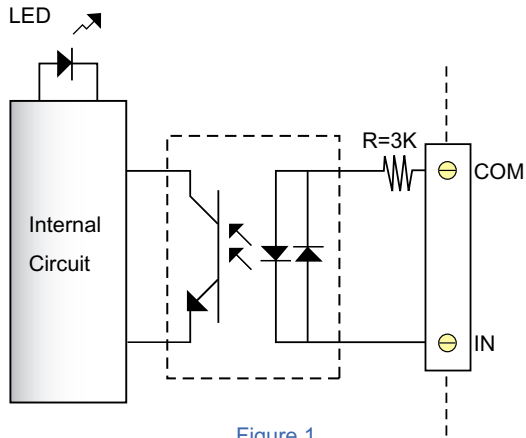 LED
R=3K
COM
Internal
Circuit
IN
Figure 1